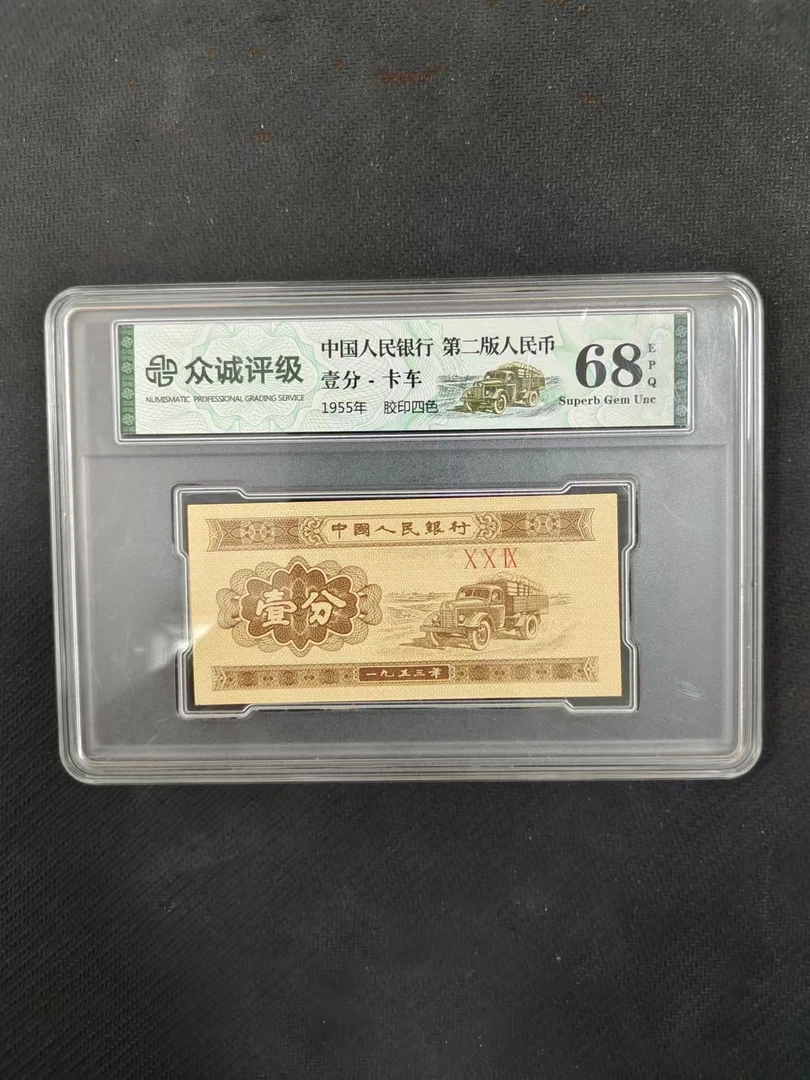 众诚评级
NUMISMATIC PROFESSIONAL GRADING SERVICE
中国人民银行 第二版人民币
壹分 - 卡车
1955年 胶印四色
68 EPQ
Superb Gem Unc
中國人民銀行
X X IX
壹分
一九五三年